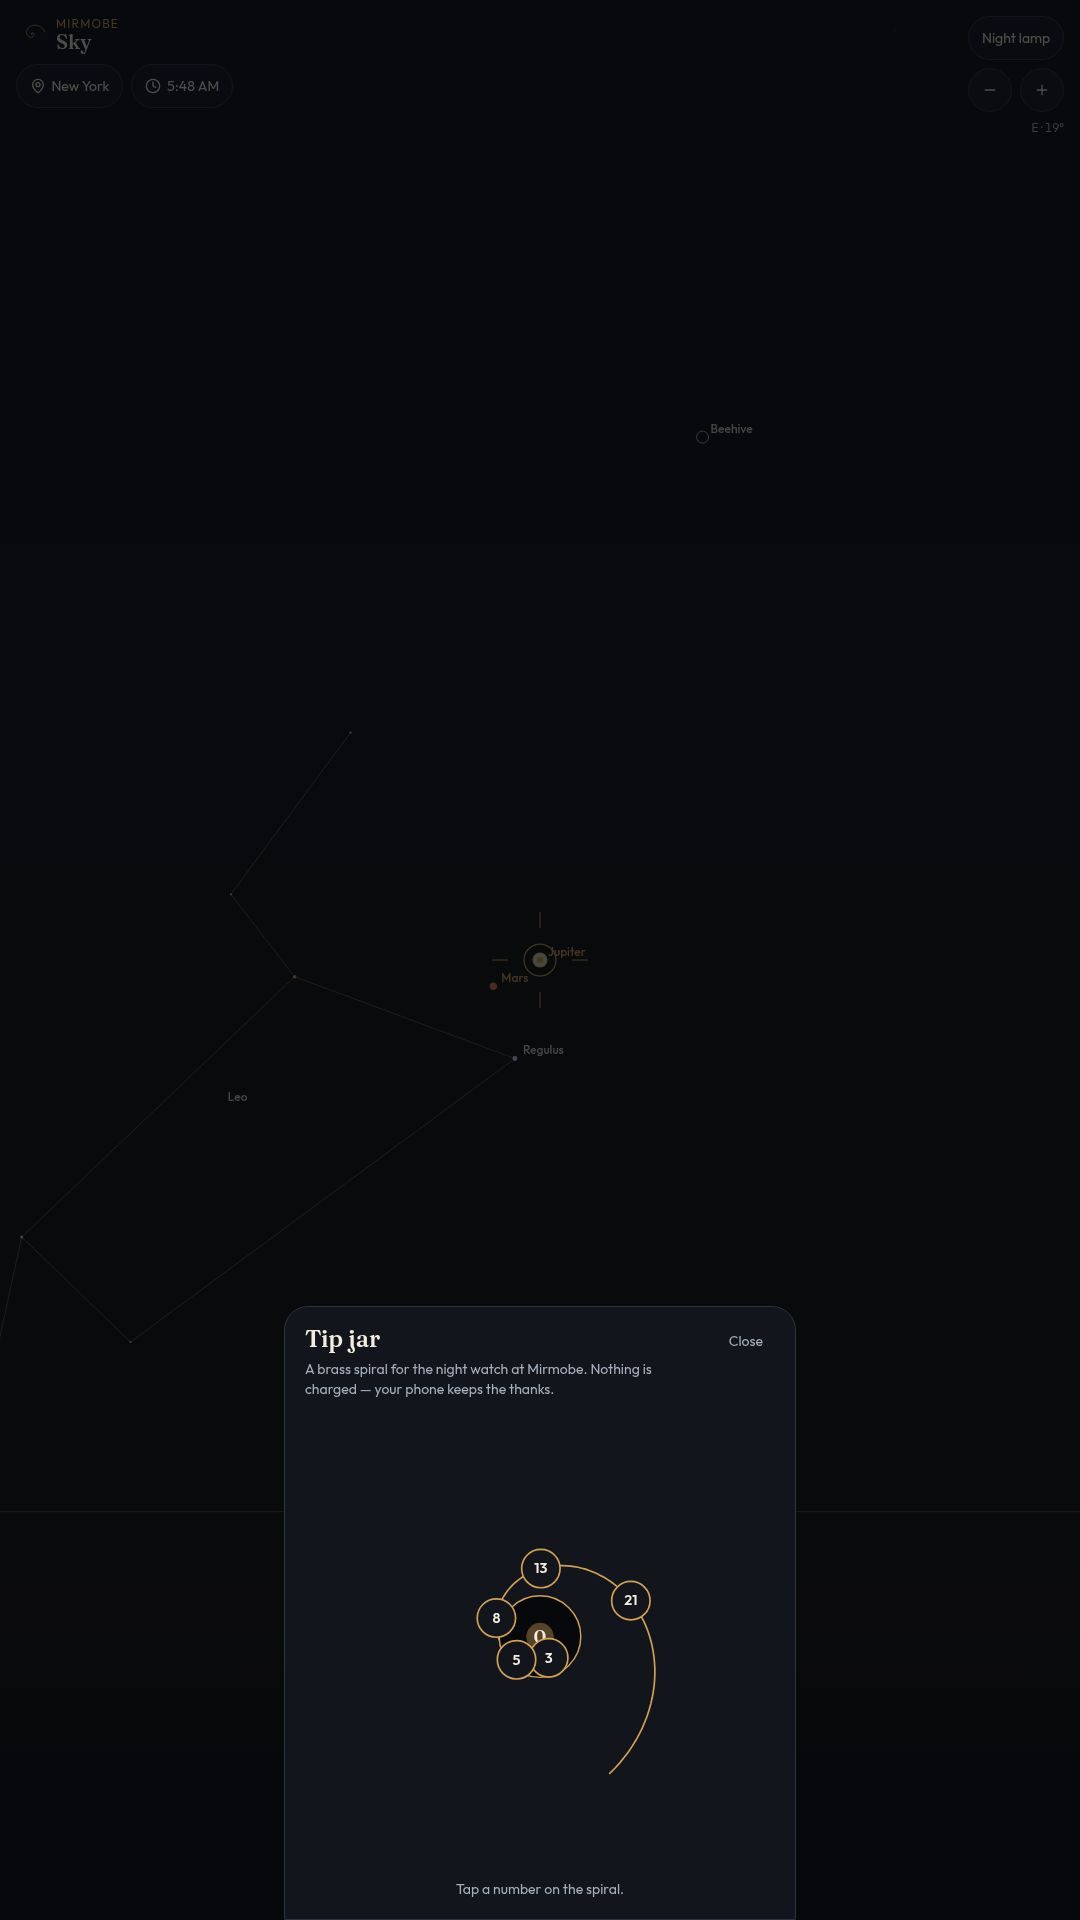 MIRMOBE
Sky
Night lamp
New York
5:48 AM
− +
E·19°
Beehive
Jupiter
Mars
Regulus
Leo
Tip jar
Close
A brass spiral for the night watch at Mirmobe. Nothing is
charged — your phone keeps the thanks.
13
21
8
5
3
Tap a number on the spiral.